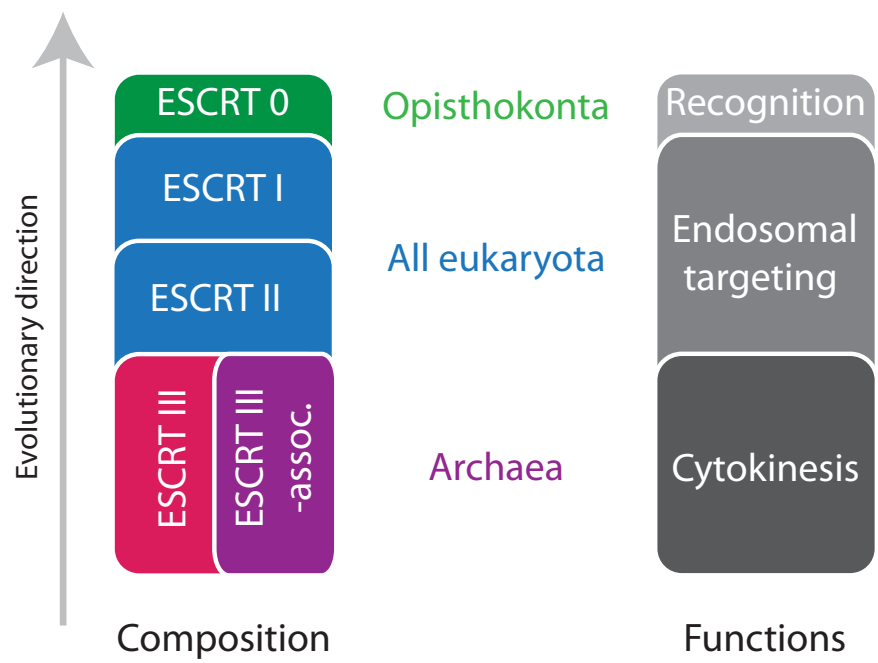 Evolutionary direction
ESCRT 0
ESCRT I
ESCRT II
ESCRT III
ESCRT III
-assoc.
Composition
Opisthokonta
All eukaryota
Archaea
Recognition
Endosomal
targeting
Cytokinesis
Functions